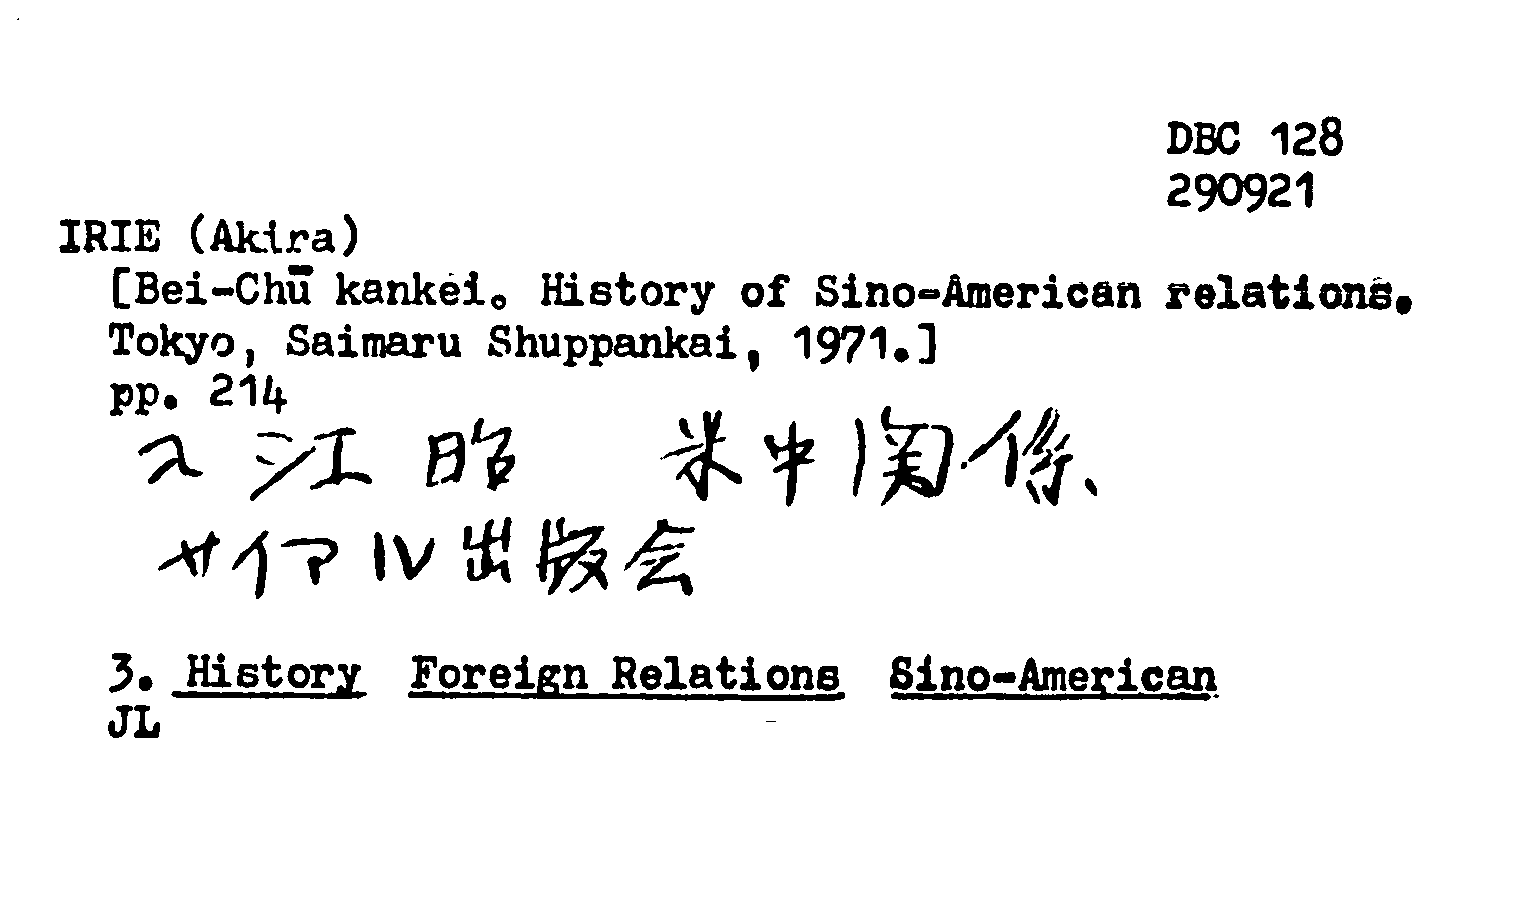 DBC 128
290921
IRIE (Akira)
[Bei-Chū kankei. History of Sino-American relations.
Tokyo, Saimaru Shuppankai, 1971.]
pp. 214
入江昭 米中関係、
サイマル出版会
3. History Foreign Relations Sino-American
JL